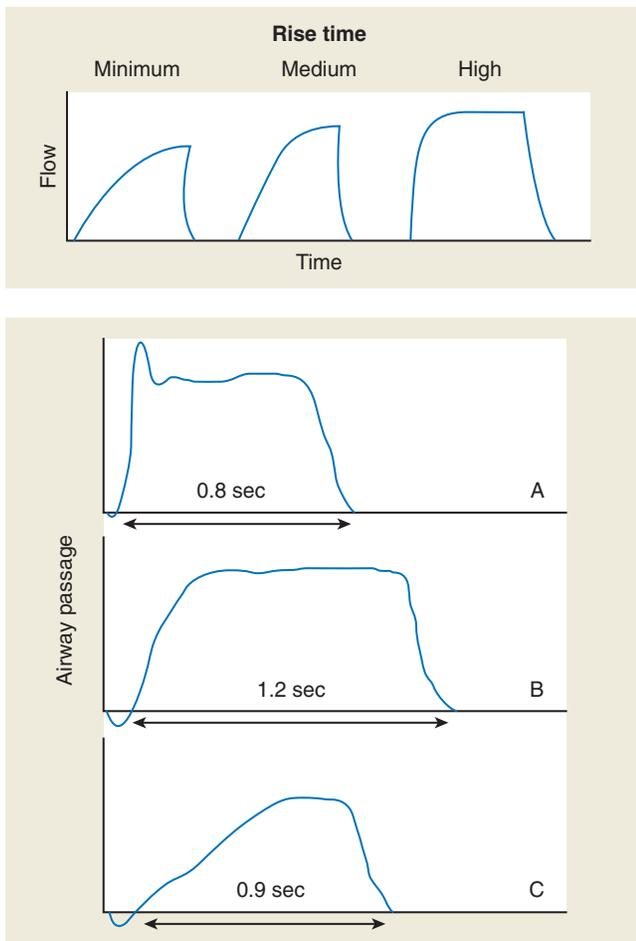 Rise time
Minimum Medium High
Flow
Time
0.8 sec A
Airway passage
1.2 sec B
0.9 sec C